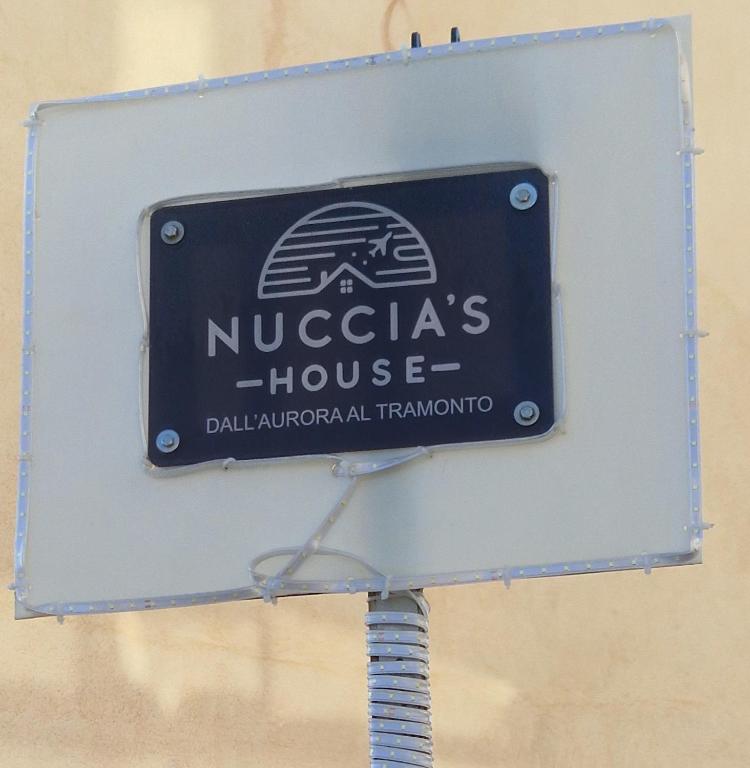 NUCCIA'S
—HOUSE—
DALL'AURORA AL TRAMONTO